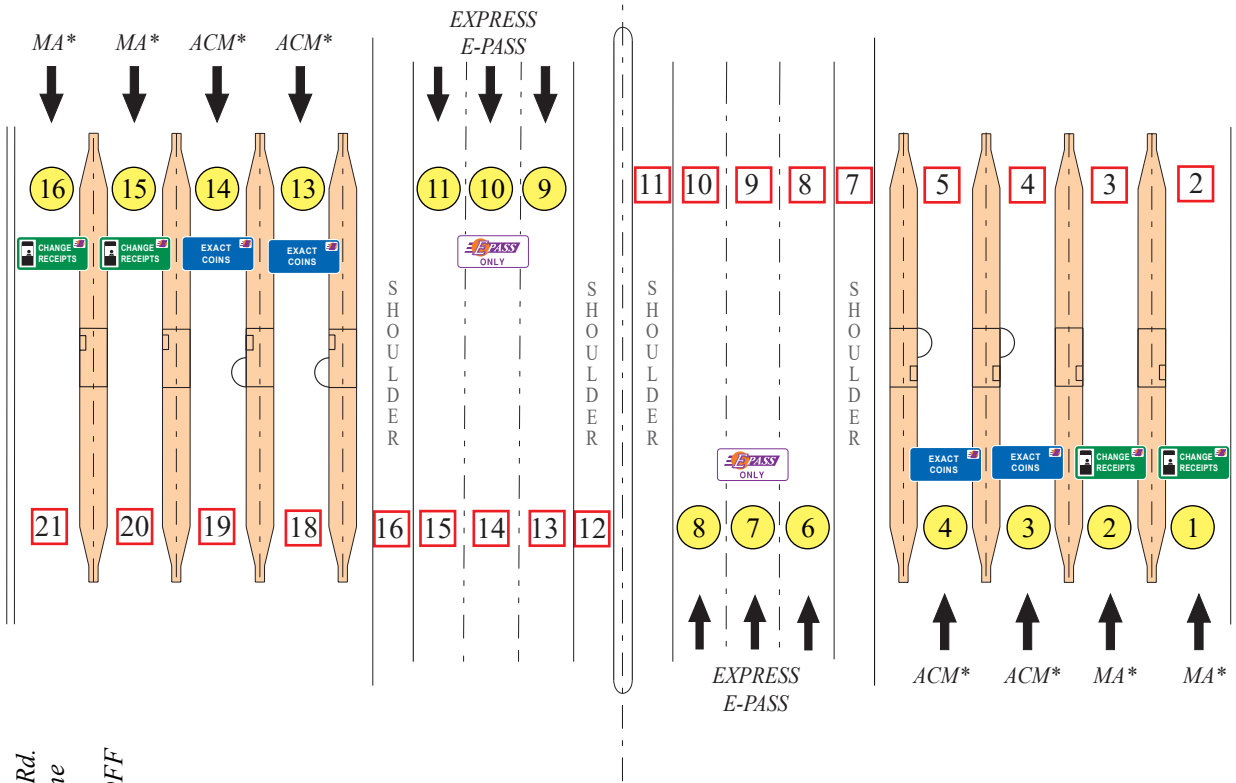 EXPRESS
E-PASS
MA* MA* ACM* ACM*
16 15 14 13 11 10 9 11 10 9 8 7 5 4 3 2
CHANGE RECEIPTS
CHANGE RECEIPTS
EXACT COINS
EXACT COINS
E-PASS
ONLY
SHOULDER
SHOULDER
SHOULDER
SHOULDER
E-PASS
ONLY
EXACT COINS
EXACT COINS
CHANGE RECEIPTS
CHANGE RECEIPTS
21 20 19 18 16 15 14 13 12 8 7 6 4 3 2 1
EXPRESS
E-PASS
ACM* ACM* MA* MA*
Rd.